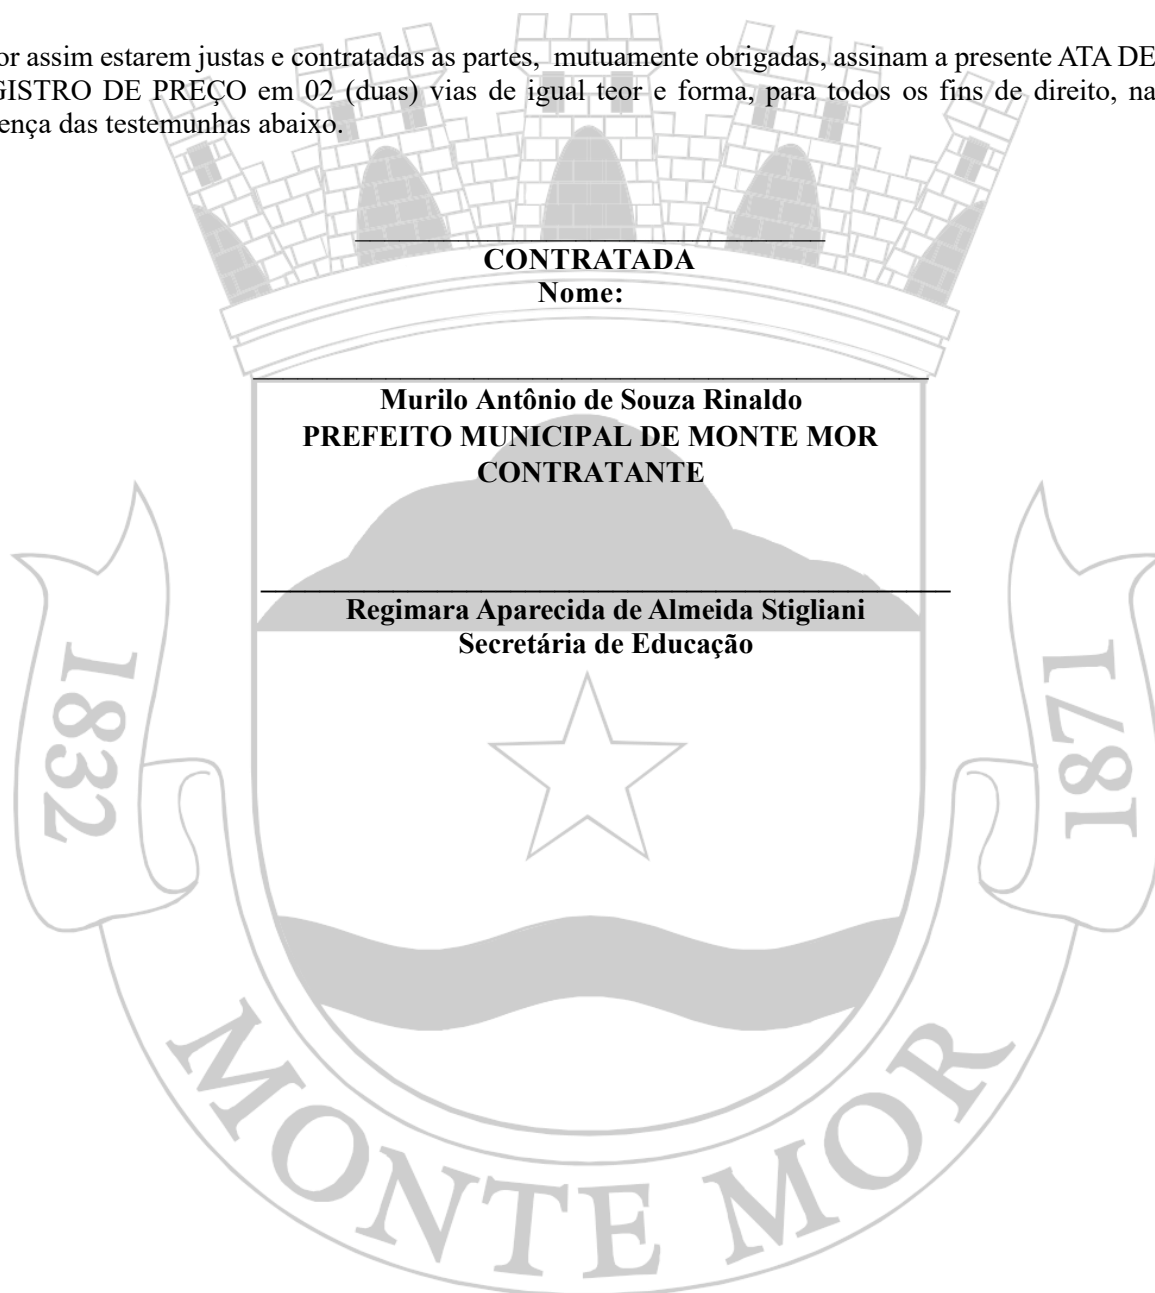 or assim estarem justas e contratadas as partes, mutuamente obrigadas, assinam a presente ATA DE
GISTRO DE PREÇO em 02 (duas) vias de igual teor e forma, para todos os fins de direito, na
ença das testemunhas abaixo.
CONTRATADA
Nome:
Murilo Antônio de Souza Rinaldo
PREFEITO MUNICIPAL DE MONTE MOR
CONTRATANTE
Regimara Aparecida de Almeida Stigliani
Secretária de Educação
1832
1871
MONTE MOR